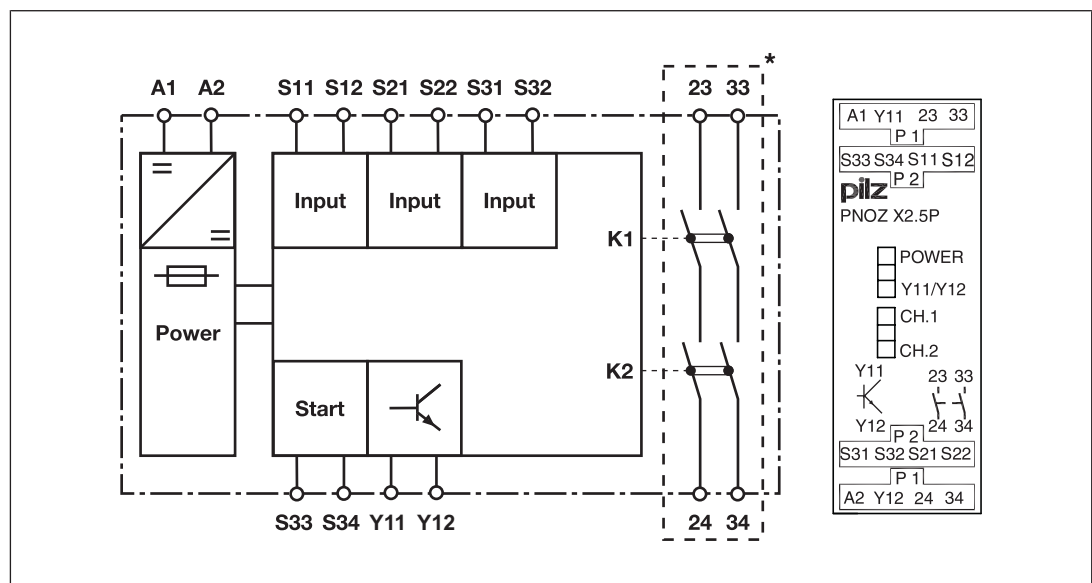 *
A1 A2 S11 S12 S21 S22 S31 S32 23 33
Input Input Input
K1
Power
K2
Start
S33 S34 Y11 Y12 24 34
A1 Y11 23 33
P 1
S33 S34 S11 S12
P 2
pilz
PNOZ X2.5P
POWER
Y11/Y12
CH.1
CH.2
Y11 23 33
Y12 24 34
P 2
S31 S32 S21 S22
P 1
A2 Y12 24 34